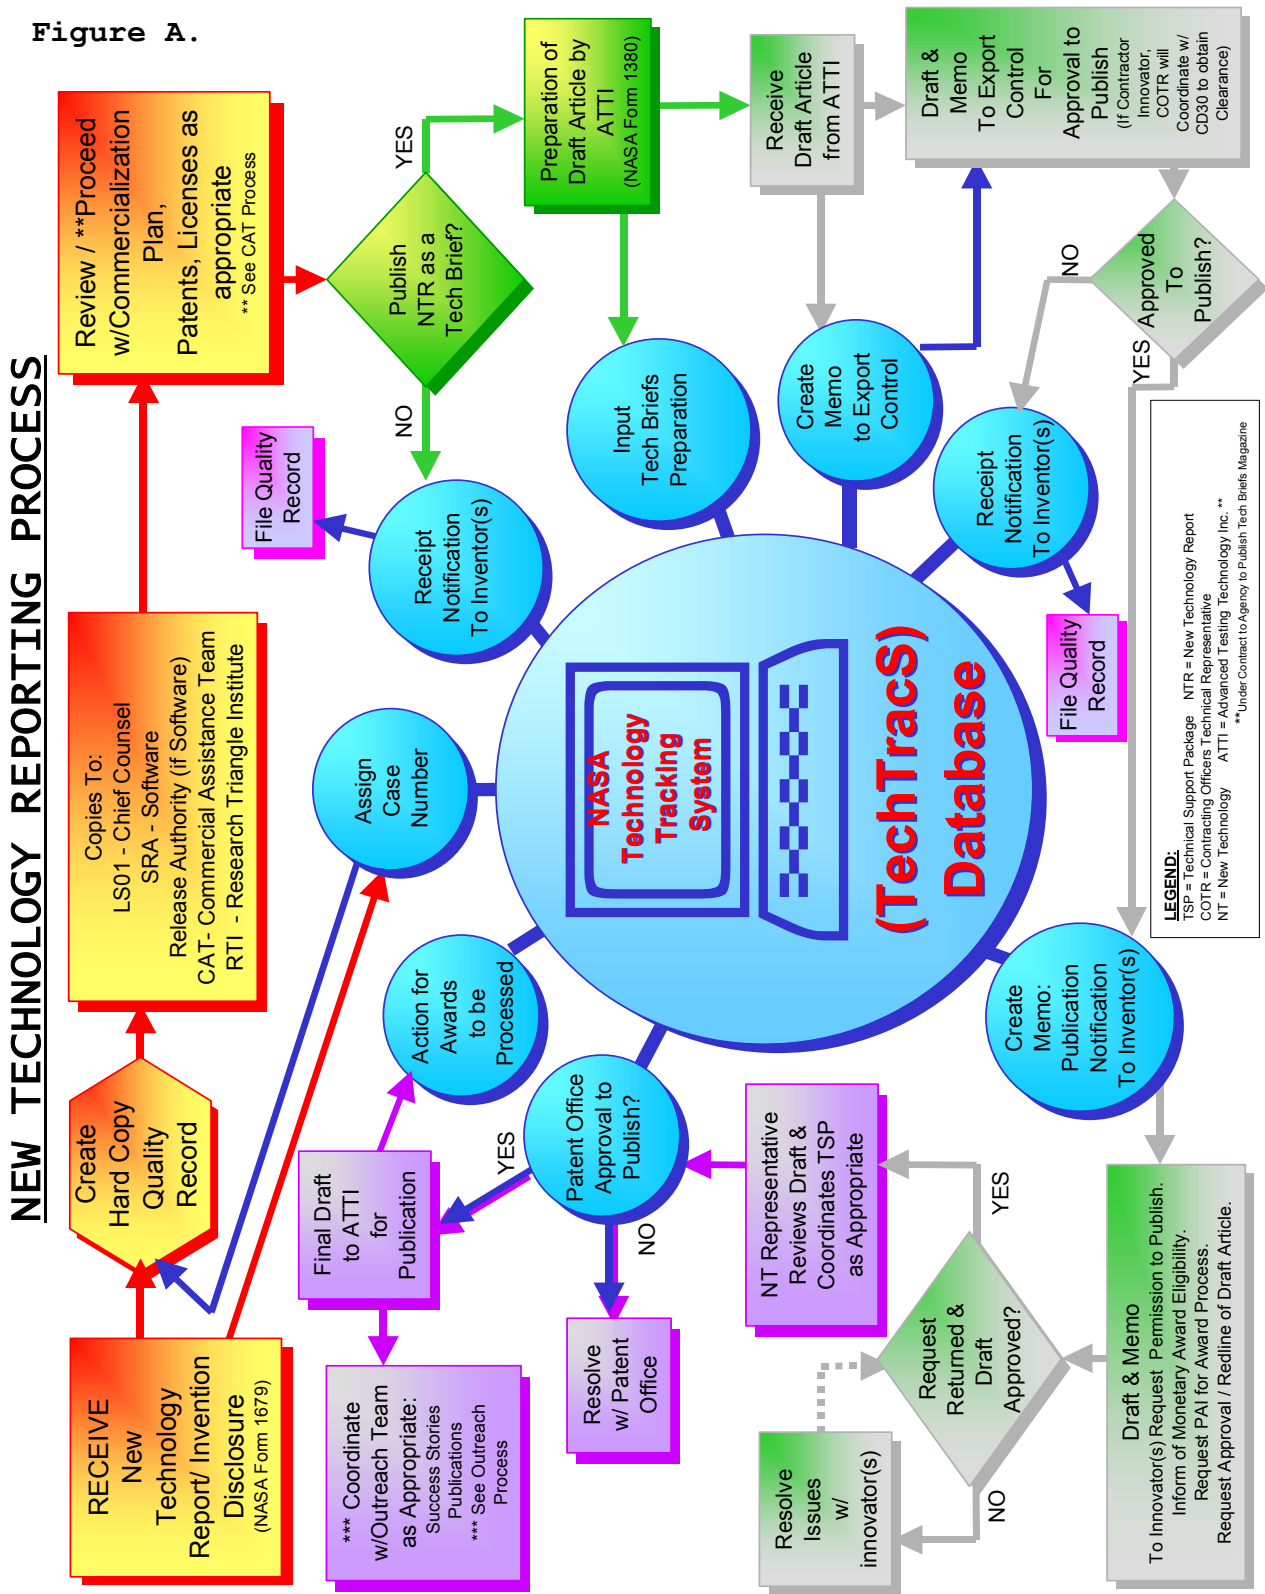 Figure A.
NEW TECHNOLOGY REPORTING PROCESS
RECEIVE
New
Technology
Report/ Invention
Disclosure
(NASA Form 1679)
Create
Hard Copy
Quality
Record
Copies To:
LS01 - Chief Counsel
SRA - Software
Release Authority (if Software)
CAT- Commercial Assistance Team
RTI - Research Triangle Institute
Review / **Proceed
w/Commercialization
Plan,
Patents, Licenses as
appropriate
** See CAT Process
Publish
NTR as a
Tech Brief?
YES
NO
Receipt
Notification
To Inventor(s)
File Quality
Record
Preparation of
Draft Article by
ATTI
(NASA Form 1380)
Input
Tech Briefs
Preparation
Receive
Draft Article
from ATTI
Create
Memo
to Export
Control
Draft &
Memo
To Export
Control
For
Approval to
Publish
(If Contractor
Innovator,
COTR will
Coordinate w/
CD30 to obtain
Clearance)
Approved
To
Publish?
NO
YES
Receipt
Notification
To Inventor(s)
File Quality
Record
Assign
Case
Number
Action for
Awards
to be
Processed
NASA
Technology
Tracking
System
(TechTracS)
Database
Create
Memo:
Publication
Notification
To Inventor(s)
Draft & Memo
To Innovator(s) Request Permission to Publish.
Inform of Monetary Award Eligibility.
Request PAI for Award Process.
Request Approval / Redline of Draft Article.
Request
Returned &
Draft
Approved?
NO
YES
Resolve
Issues
w/
innovator(s)
NT Representative
Reviews Draft &
Coordinates TSP
as Appropriate
Patent Office
Approval to
Publish?
YES
NO
Resolve
w/ Patent
Office
Final Draft
to ATTI
for
Publication
*** Coordinate
w/Outreach Team
as Appropriate:
Success Stories
Publications
*** See Outreach
Process
LEGEND:
TSP = Technical Support Package NTR = New Technology Report
COTR = Contracting Officers Technical Representative
NT = New Technology ATTI = Advanced Testing Technology Inc. **
**Under Contract to Agency to Publish Tech Briefs Magazine